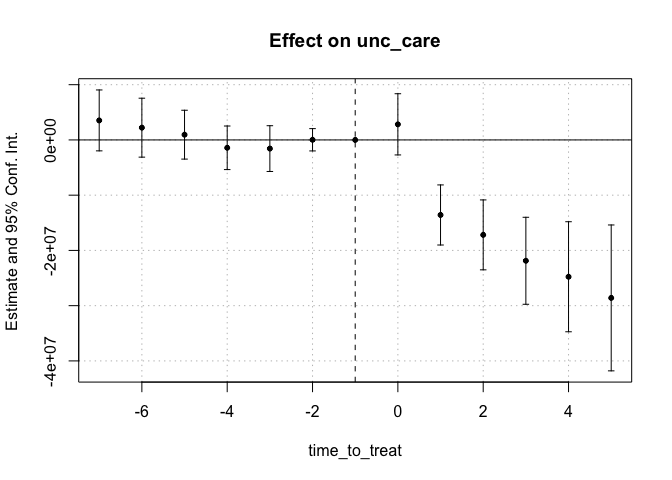 Effect on unc_care
Estimate and 95% Conf. Int.
0e+00
-2e+07
-4e+07
-6 -4 -2 0 2 4
time_to_treat